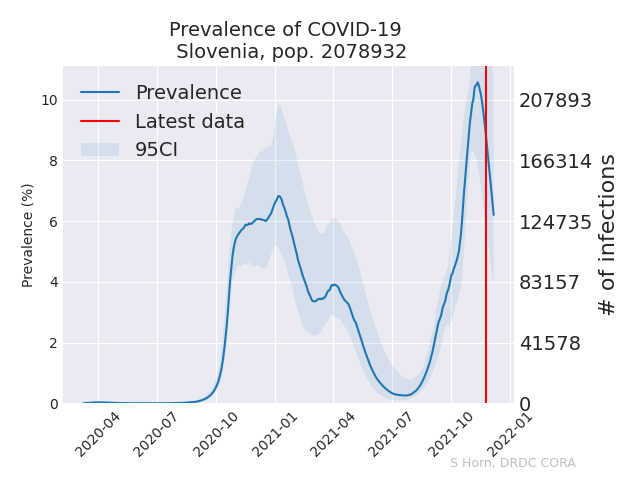 Prevalence of COVID-19
Slovenia, pop. 2078932
Prevalence
Latest data
95CI
Prevalence (%)
10
8
6
4
2
0
207893
166314
124735
83157
41578
0
# of infections
2020-04
2020-07
2020-10
2021-01
2021-04
2021-07
2021-10
2022-01
S Horn, DRDC CORA